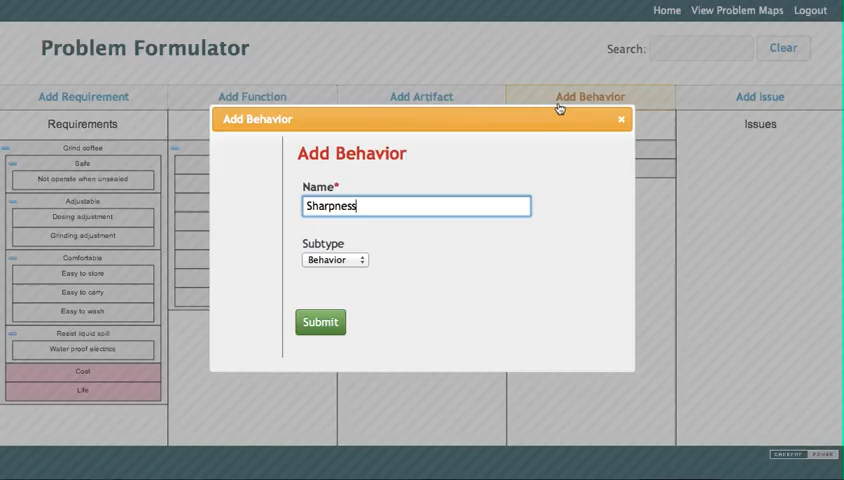 Home View Problem Maps Logout
Problem Formulator
Search:
Clear
Add Requirement Add Function Add Artifact Add Behavior Add Issue
Requirements
Issues
Grind coffee
Safe
Not operate when unsealed
Adjustable
Dosing adjustment
Grinding adjustment
Comfortable
Easy to store
Easy to carry
Easy to wash
Resist liquid spill
Water proof electrics
Cost
Life
Add Behavior
×
Add Behavior
Name*
Sharpness
Subtype
Behavior
Submit
CAKEPHP POWER